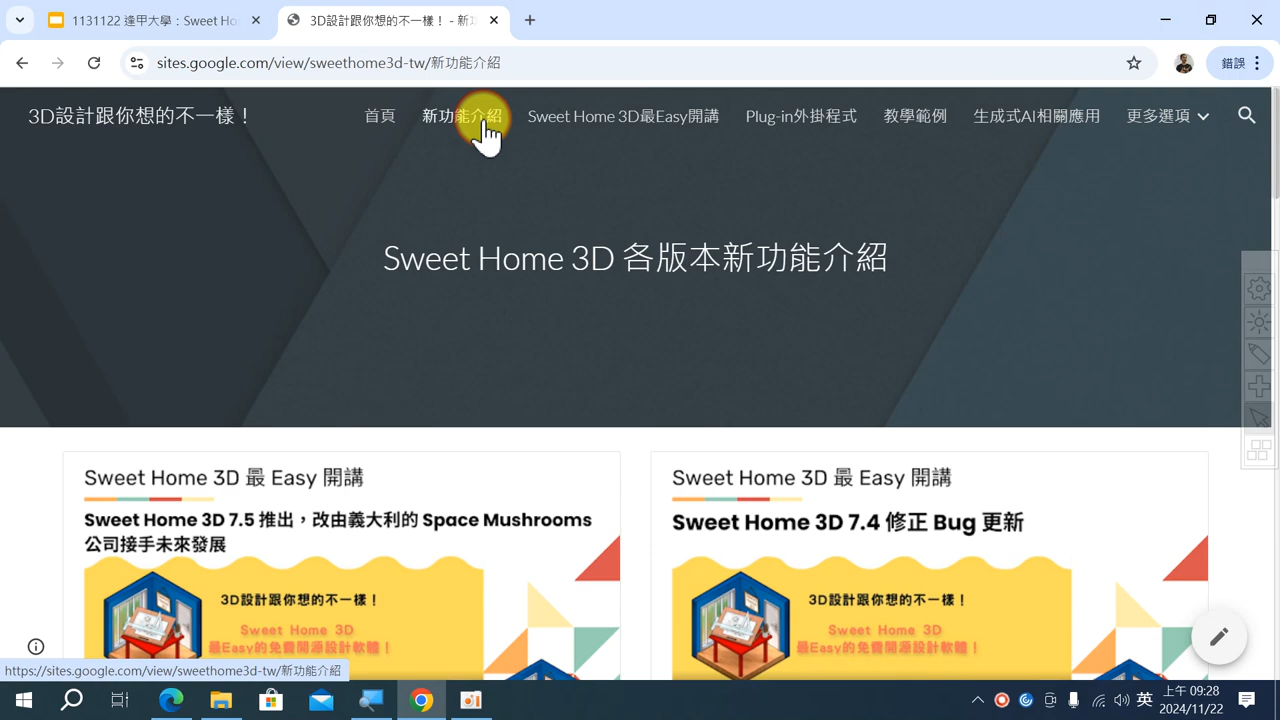 1131122 逢甲大學：Sweet Ho
3D設計跟你想的不一樣！ - 新功
sites.google.com/view/sweethome3d-tw/新功能介紹
錯誤
3D設計跟你想的不一樣！
首頁
新功能介紹
Sweet Home 3D最Easy開講
Plug-in外掛程式
教學範例
生成式AI相關應用
更多選項
Sweet Home 3D 各版本新功能介紹
Sweet Home 3D 最 Easy 開講
Sweet Home 3D 7.5 推出，改由義大利的 Space Mushrooms
公司接手未來發展
3D設計跟你想的不一樣！
Sweet Home 3D
最Easy的免費開源設計軟體！
Sweet Home 3D 最 Easy 開講
Sweet Home 3D 7.4 修正 Bug 更新
3D設計跟你想的不一樣！
Sweet Home 3D
最Easy的免費開源設計軟體！
https://sites.google.com/view/sweethome3d-tw/新功能介紹
英
上午 09:28
2024/11/22